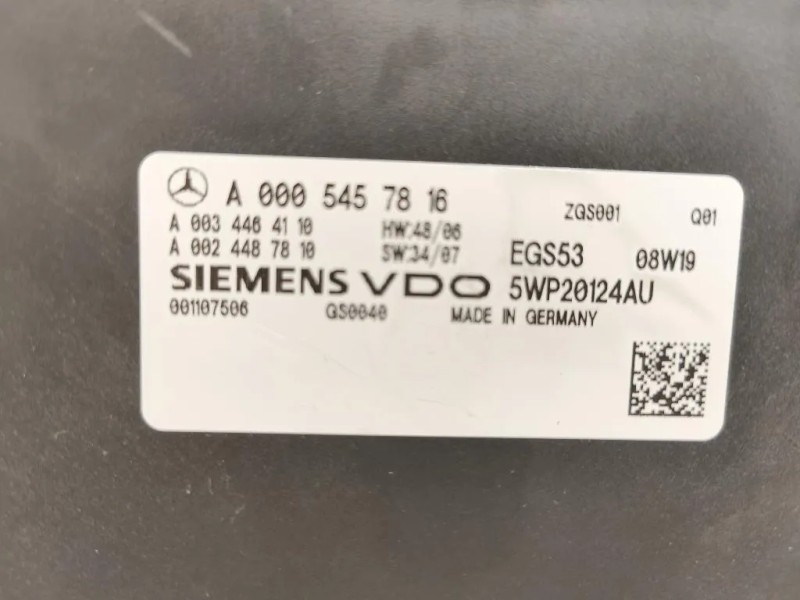 A 000 545 78 16 ZGS001 Q01
A 003 446 41 10 HW:48/06
A 002 448 78 10 SW:34/07 EGS53 08W19
SIEMENS VDO 5WP20124AU
001107506 GS0040 MADE IN GERMANY